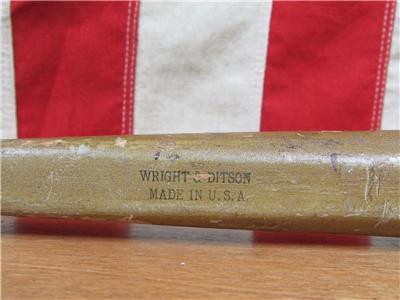 WRIGHT & DITSON
MADE IN U.S.A.